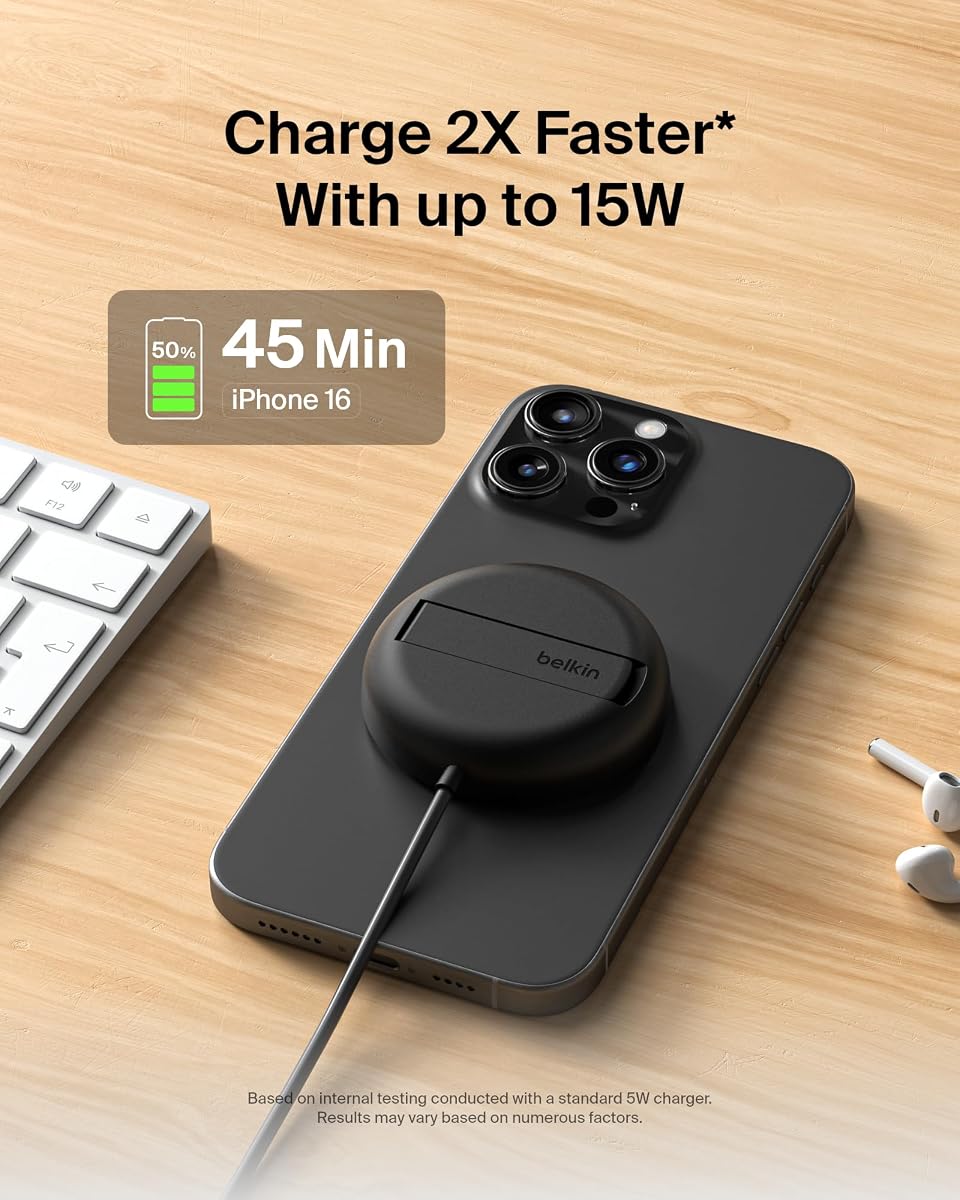 Charge 2X Faster*
With up to 15W
50%
45 Min
iPhone 16
F12
belkin
Based on internal testing conducted with a standard 5W charger.
Results may vary based on numerous factors.